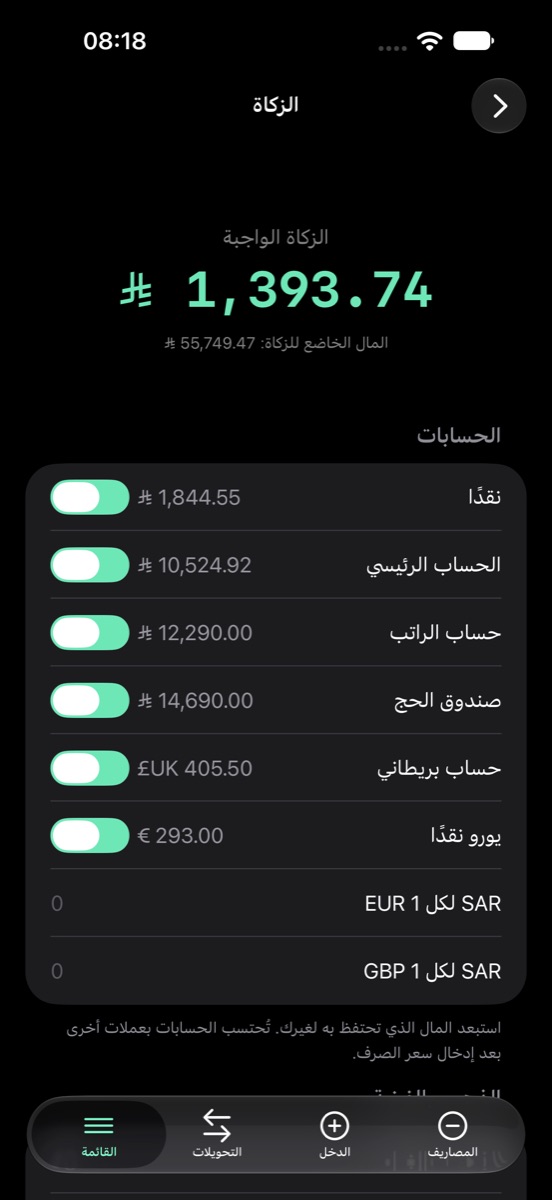 08:18
الزكاة
الزكاة الواجبة
1,393.74 ⃁
المال الخاضع للزكاة: 55,749.47 ⃁
الحسابات
نقدًا 1,844.55 ⃁
الحساب الرئيسي 10,524.92 ⃁
حساب الراتب 12,290.00 ⃁
صندوق الحج 14,690.00 ⃁
حساب بريطاني £UK 405.50
يورو نقدًا € 293.00
SAR لكل 1 EUR 0
SAR لكل 1 GBP 0
استبعد المال الذي تحتفظ به لغيرك. تُحتسب الحسابات بعملات أخرى
بعد إدخال سعر الصرف.
المصاريف
الدخل
التحويلات
القائمة